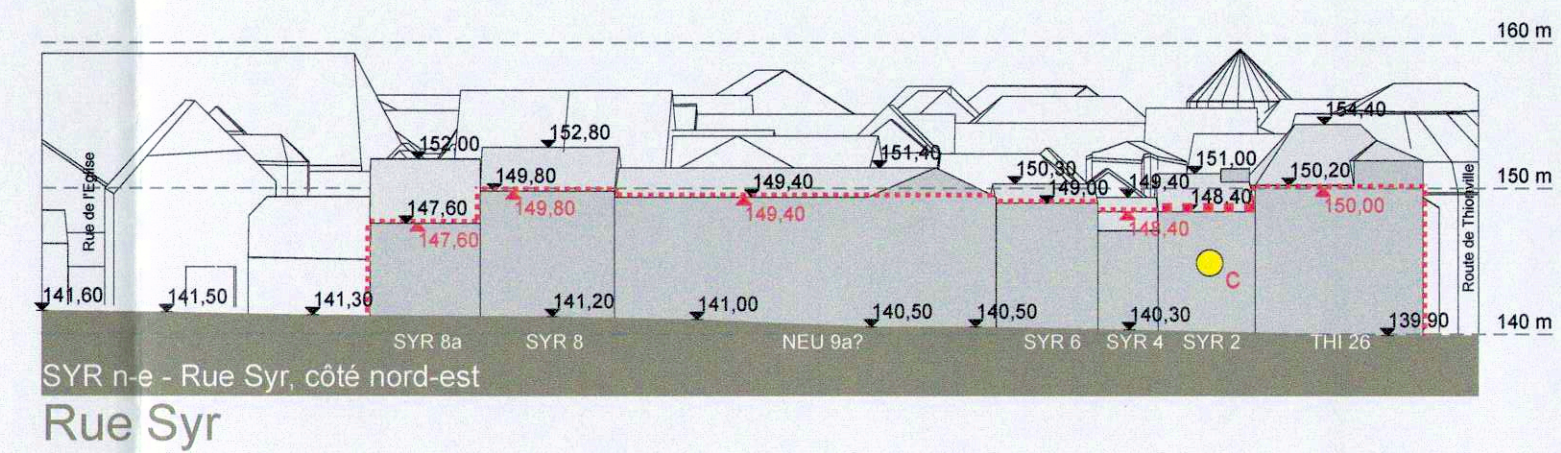 160 m
154,40
152,00
152,80
151,40
151,00
150,30
150,20
150 m
149,80
149,40
149,00
149,40
148,40
147,60
149,80
149,40
148,40
150,00
147,60
Rue de l'Eglise
Route de Thionville
C
141,60
141,50
141,30
141,20
141,00
140,50
140,50
140,30
139,90
140 m
SYR 8a
SYR 8
NEU 9a?
SYR 6
SYR 4
SYR 2
THI 26
SYR n-e - Rue Syr, côté nord-est
Rue Syr